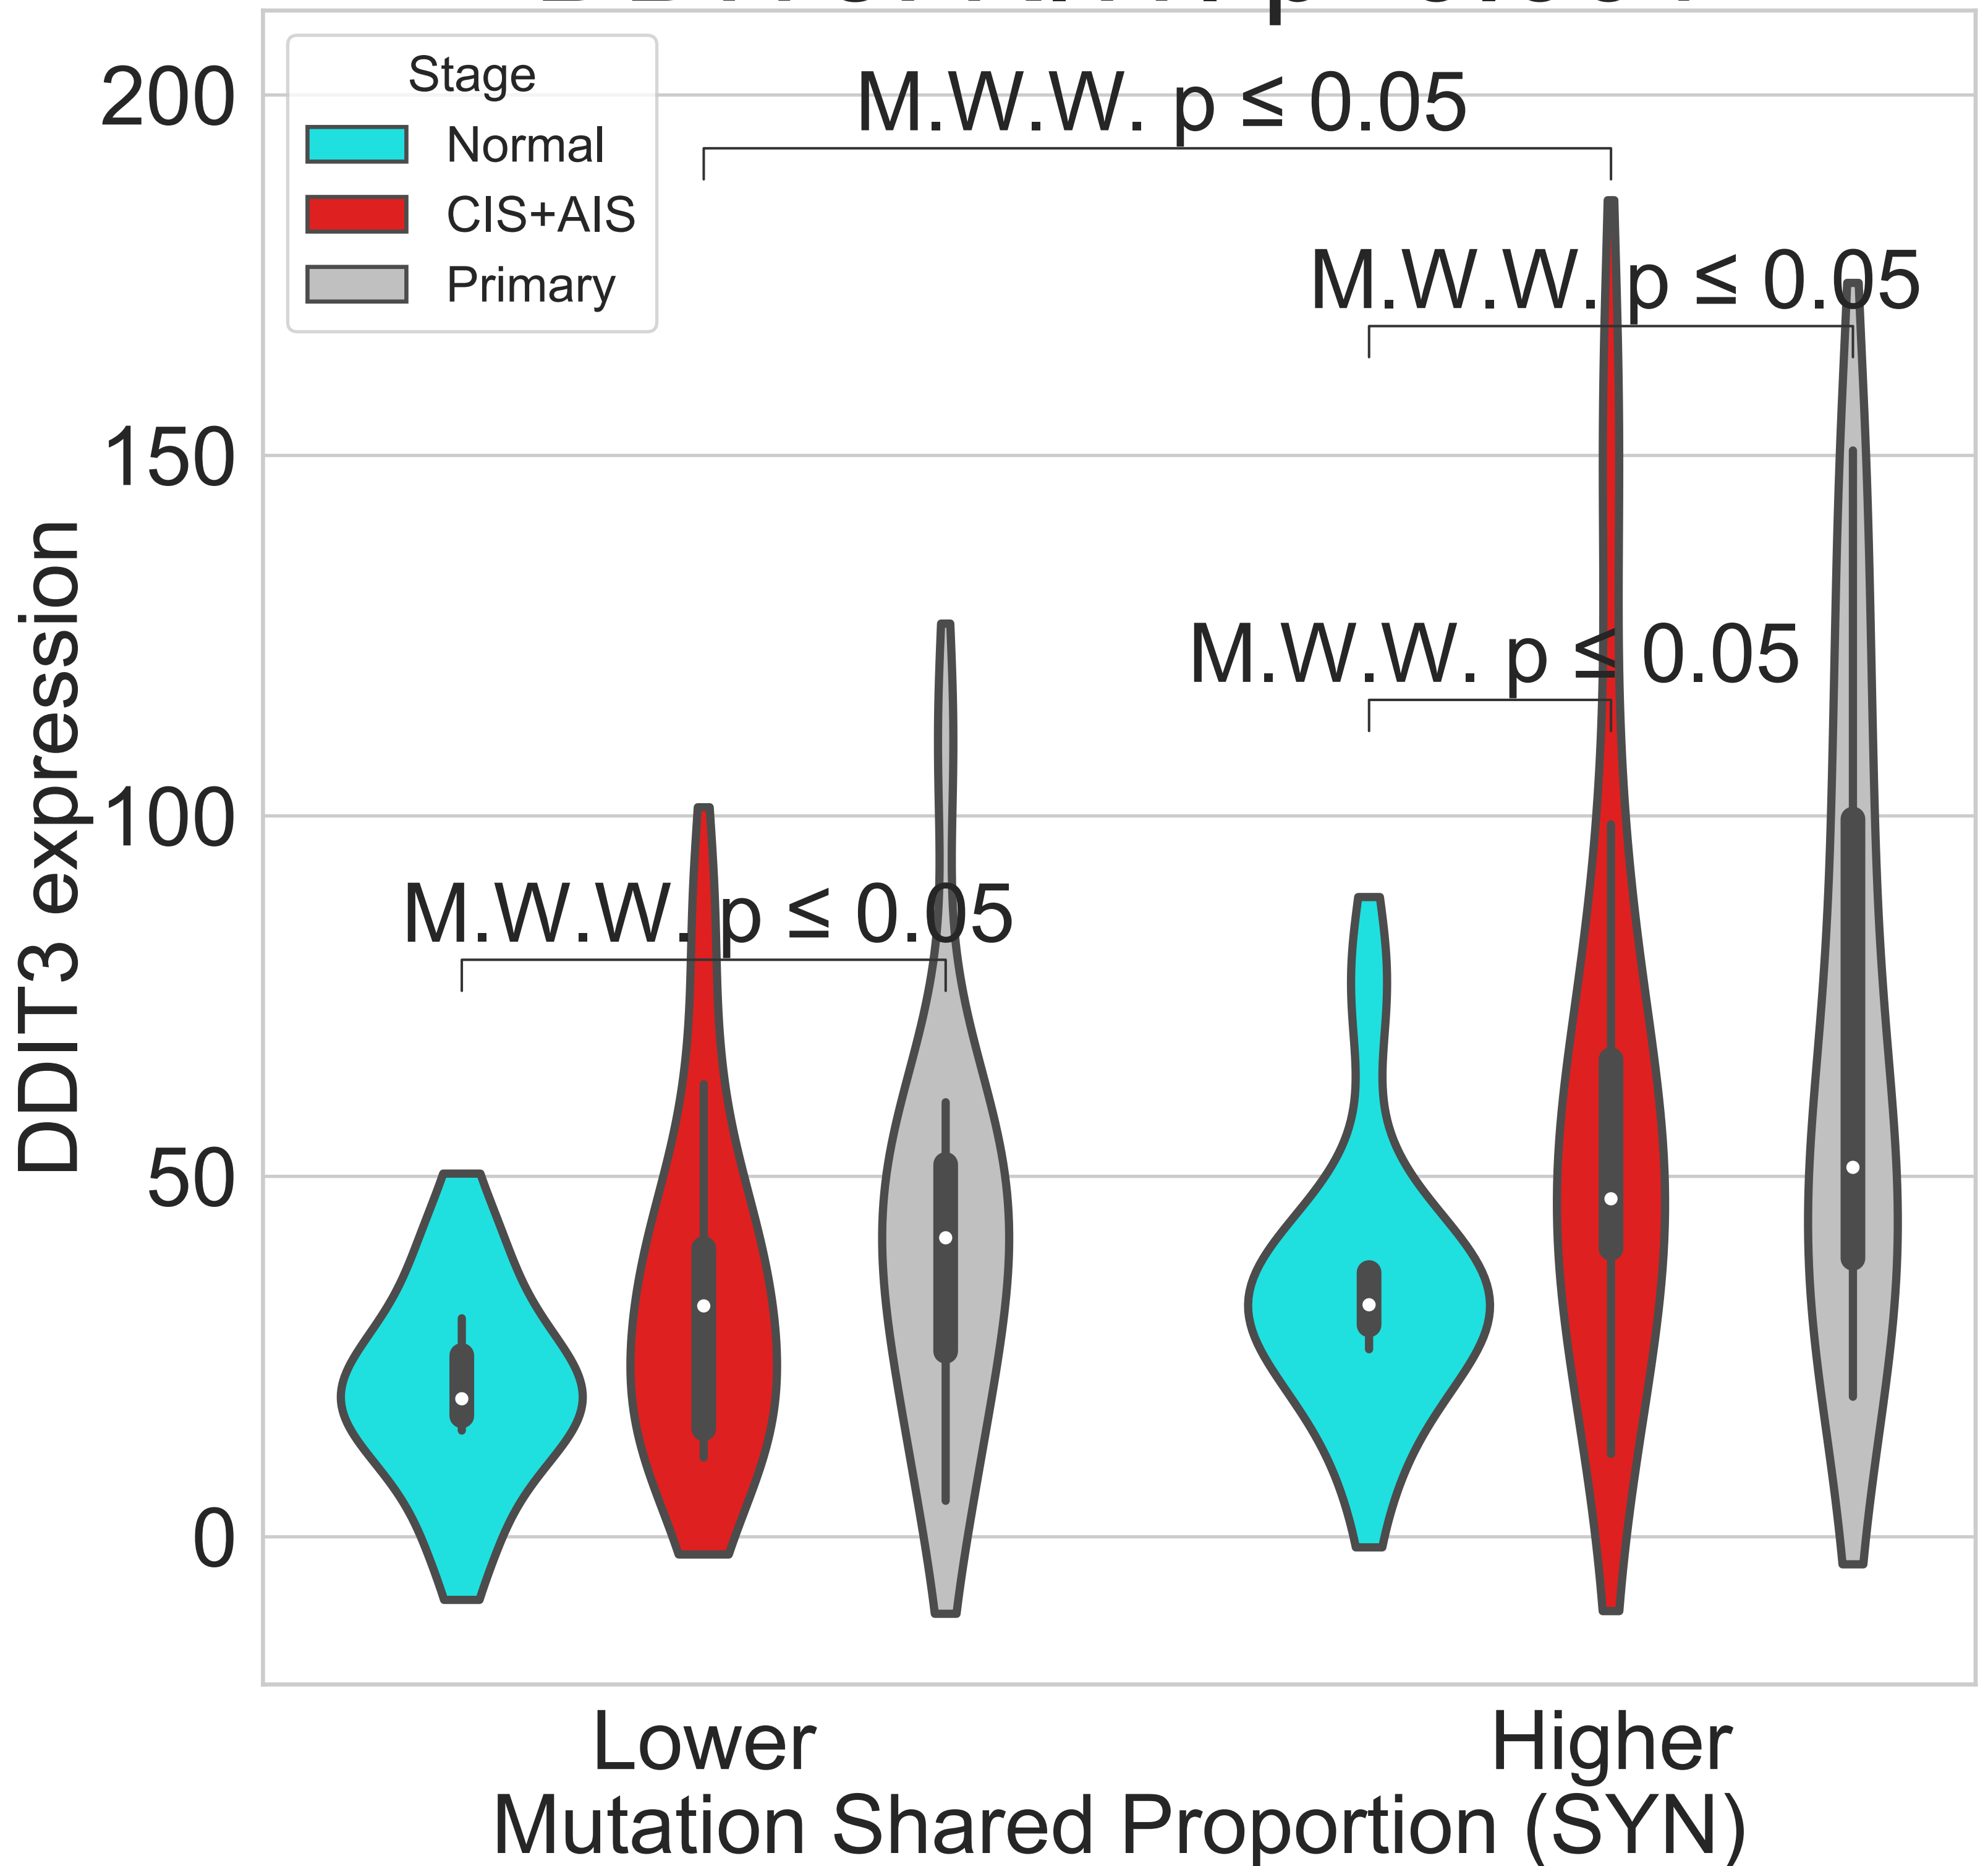 Stage
Normal
CIS+AIS
Primary
M.W.W. p ≤ 0.05
M.W.W. p ≤ 0.05
M.W.W. p ≤ 0.05
M.W.W. p ≤ 0.05
200
150
100
50
0
DDIT3 expression
Lower
Higher
Mutation Shared Proportion (SYN)